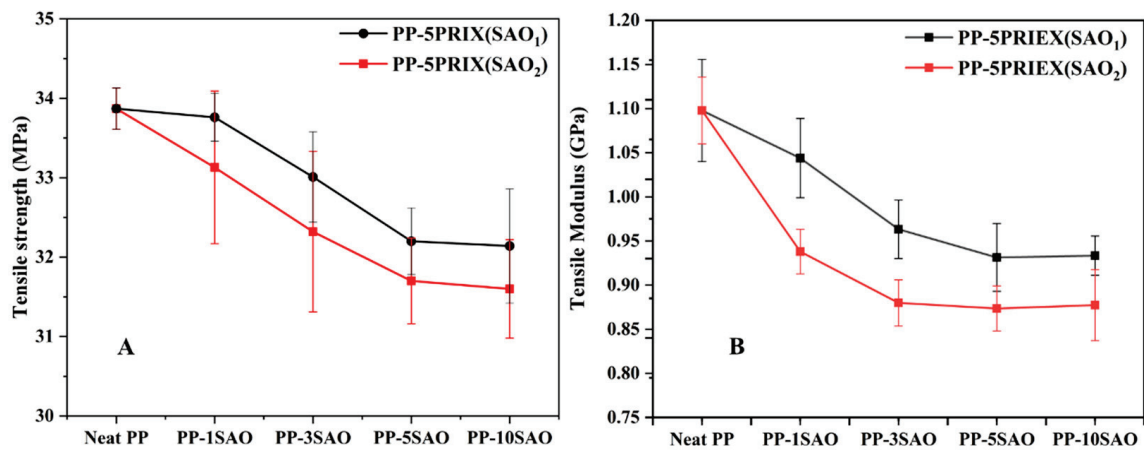 35
34
33
32
31
30
Tensile strength (MPa)
PP-5PRIX(SAO₁)
PP-5PRIX(SAO₂)
A
Neat PP PP-1SAO PP-3SAO PP-5SAO PP-10SAO
1.20
1.15
1.10
1.05
1.00
0.95
0.90
0.85
0.80
0.75
Tensile Modulus (GPa)
PP-5PRIEX(SAO₁)
PP-5PRIEX(SAO₂)
B
Neat PP PP-1SAO PP-3SAO PP-5SAO PP-10SAO